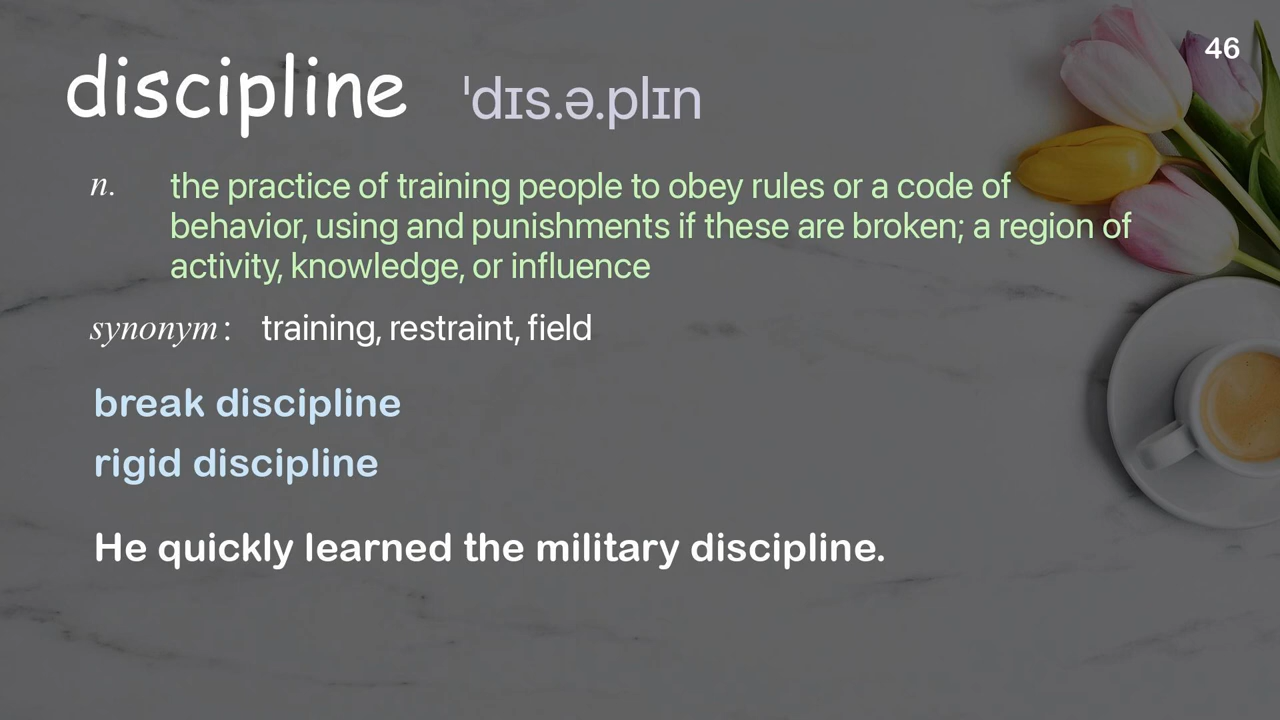 46
discipline ˈdɪs.ə.plɪn
n. the practice of training people to obey rules or a code of
behavior, using and punishments if these are broken; a region of
activity, knowledge, or influence
synonym: training, restraint, field
break discipline
rigid discipline
He quickly learned the military discipline.